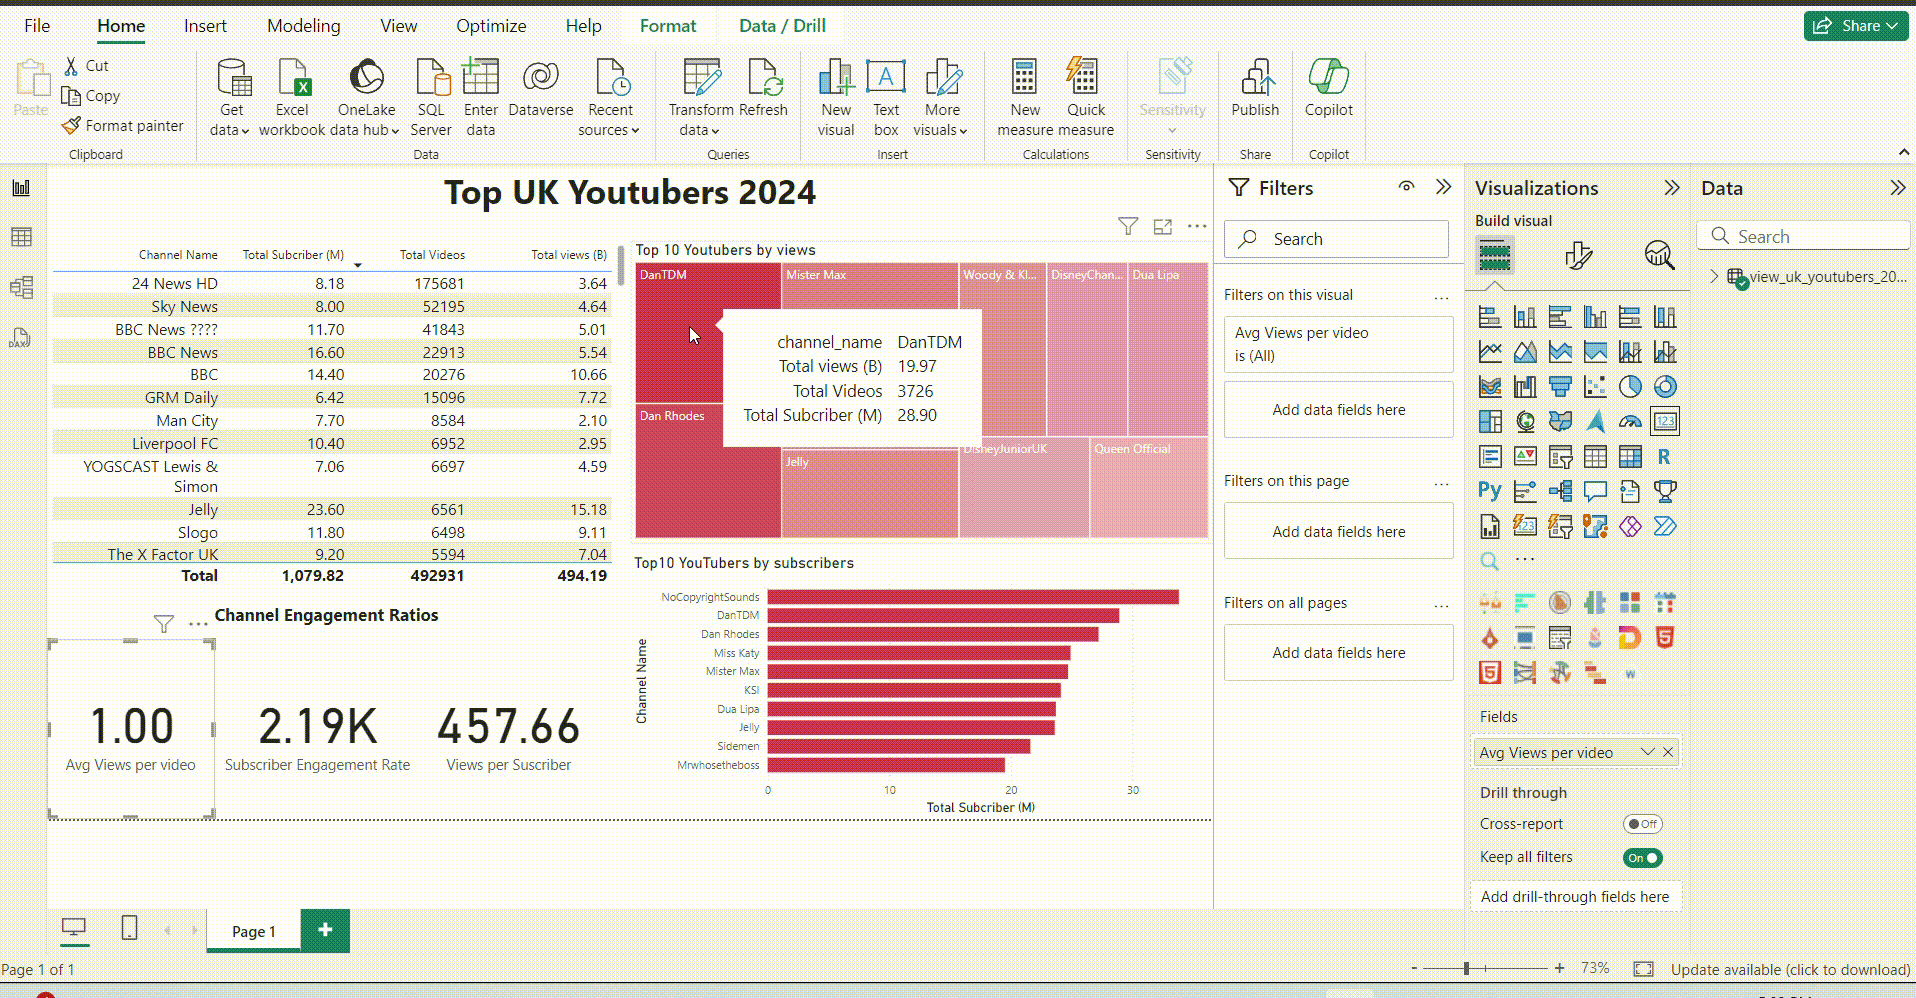 File Home Insert Modeling View Optimize Help Format Data / Drill Share
Paste
Cut
Copy
Format painter
Clipboard
Get data
Excel workbook
OneLake data hub
SQL Server
Enter data
Dataverse
Recent sources
Data
Transform data
Refresh
Queries
New visual
Text box
More visuals
Insert
New measure
Quick measure
Calculations
Sensitivity
Sensitivity
Publish
Share
Copilot
Copilot
Top UK Youtubers 2024
Channel Name Total Subcriber (M) Total Videos Total views (B)
24 News HD 8.18 175681 3.64
Sky News 8.00 52195 4.64
BBC News ???? 11.70 41843 5.01
BBC News 16.60 22913 5.54
BBC 14.40 20276 10.66
GRM Daily 6.42 15096 7.72
Man City 7.70 8584 2.10
Liverpool FC 10.40 6952 2.95
YOGSCAST Lewis & 7.06 6697 4.59
Simon
Jelly 23.60 6561 15.18
Slogo 11.80 6498 9.11
The X Factor UK 9.20 5594 7.04
Total 1,079.82 492931 494.19
Top 10 Youtubers by views
DanTDM
Mister Max
Woody & Kl...
DisneyChan...
Dua Lipa
channel_name DanTDM
Total views (B) 19.97
Total Videos 3726
Total Subcriber (M) 28.90
Dan Rhodes
Jelly
DisneyJuniorUK
Queen Official
Channel Engagement Ratios
1.00
Avg Views per video
2.19K
Subscriber Engagement Rate
457.66
Views per Suscriber
Top10 YouTubers by subscribers
Channel Name
NoCopyrightSounds
DanTDM
Dan Rhodes
Miss Katy
Mister Max
KSI
Dua Lipa
Jelly
Sidemen
Mrwhosetheboss
0 10 20 30
Total Subcriber (M)
Filters
Search
Filters on this visual ...
Avg Views per video
is (All)
Add data fields here
Filters on this page ...
Add data fields here
Filters on all pages ...
Add data fields here
Visualizations
Build visual
123
R
Py
123
...
5
5
W
Fields
Avg Views per video
Drill through
Cross-report Off
Keep all filters On
Add drill-through fields here
Data
Search
view_uk_youtubers_20...
DAX
Page 1
+
Page 1 of 1
- + 73%
Update available (click to download)